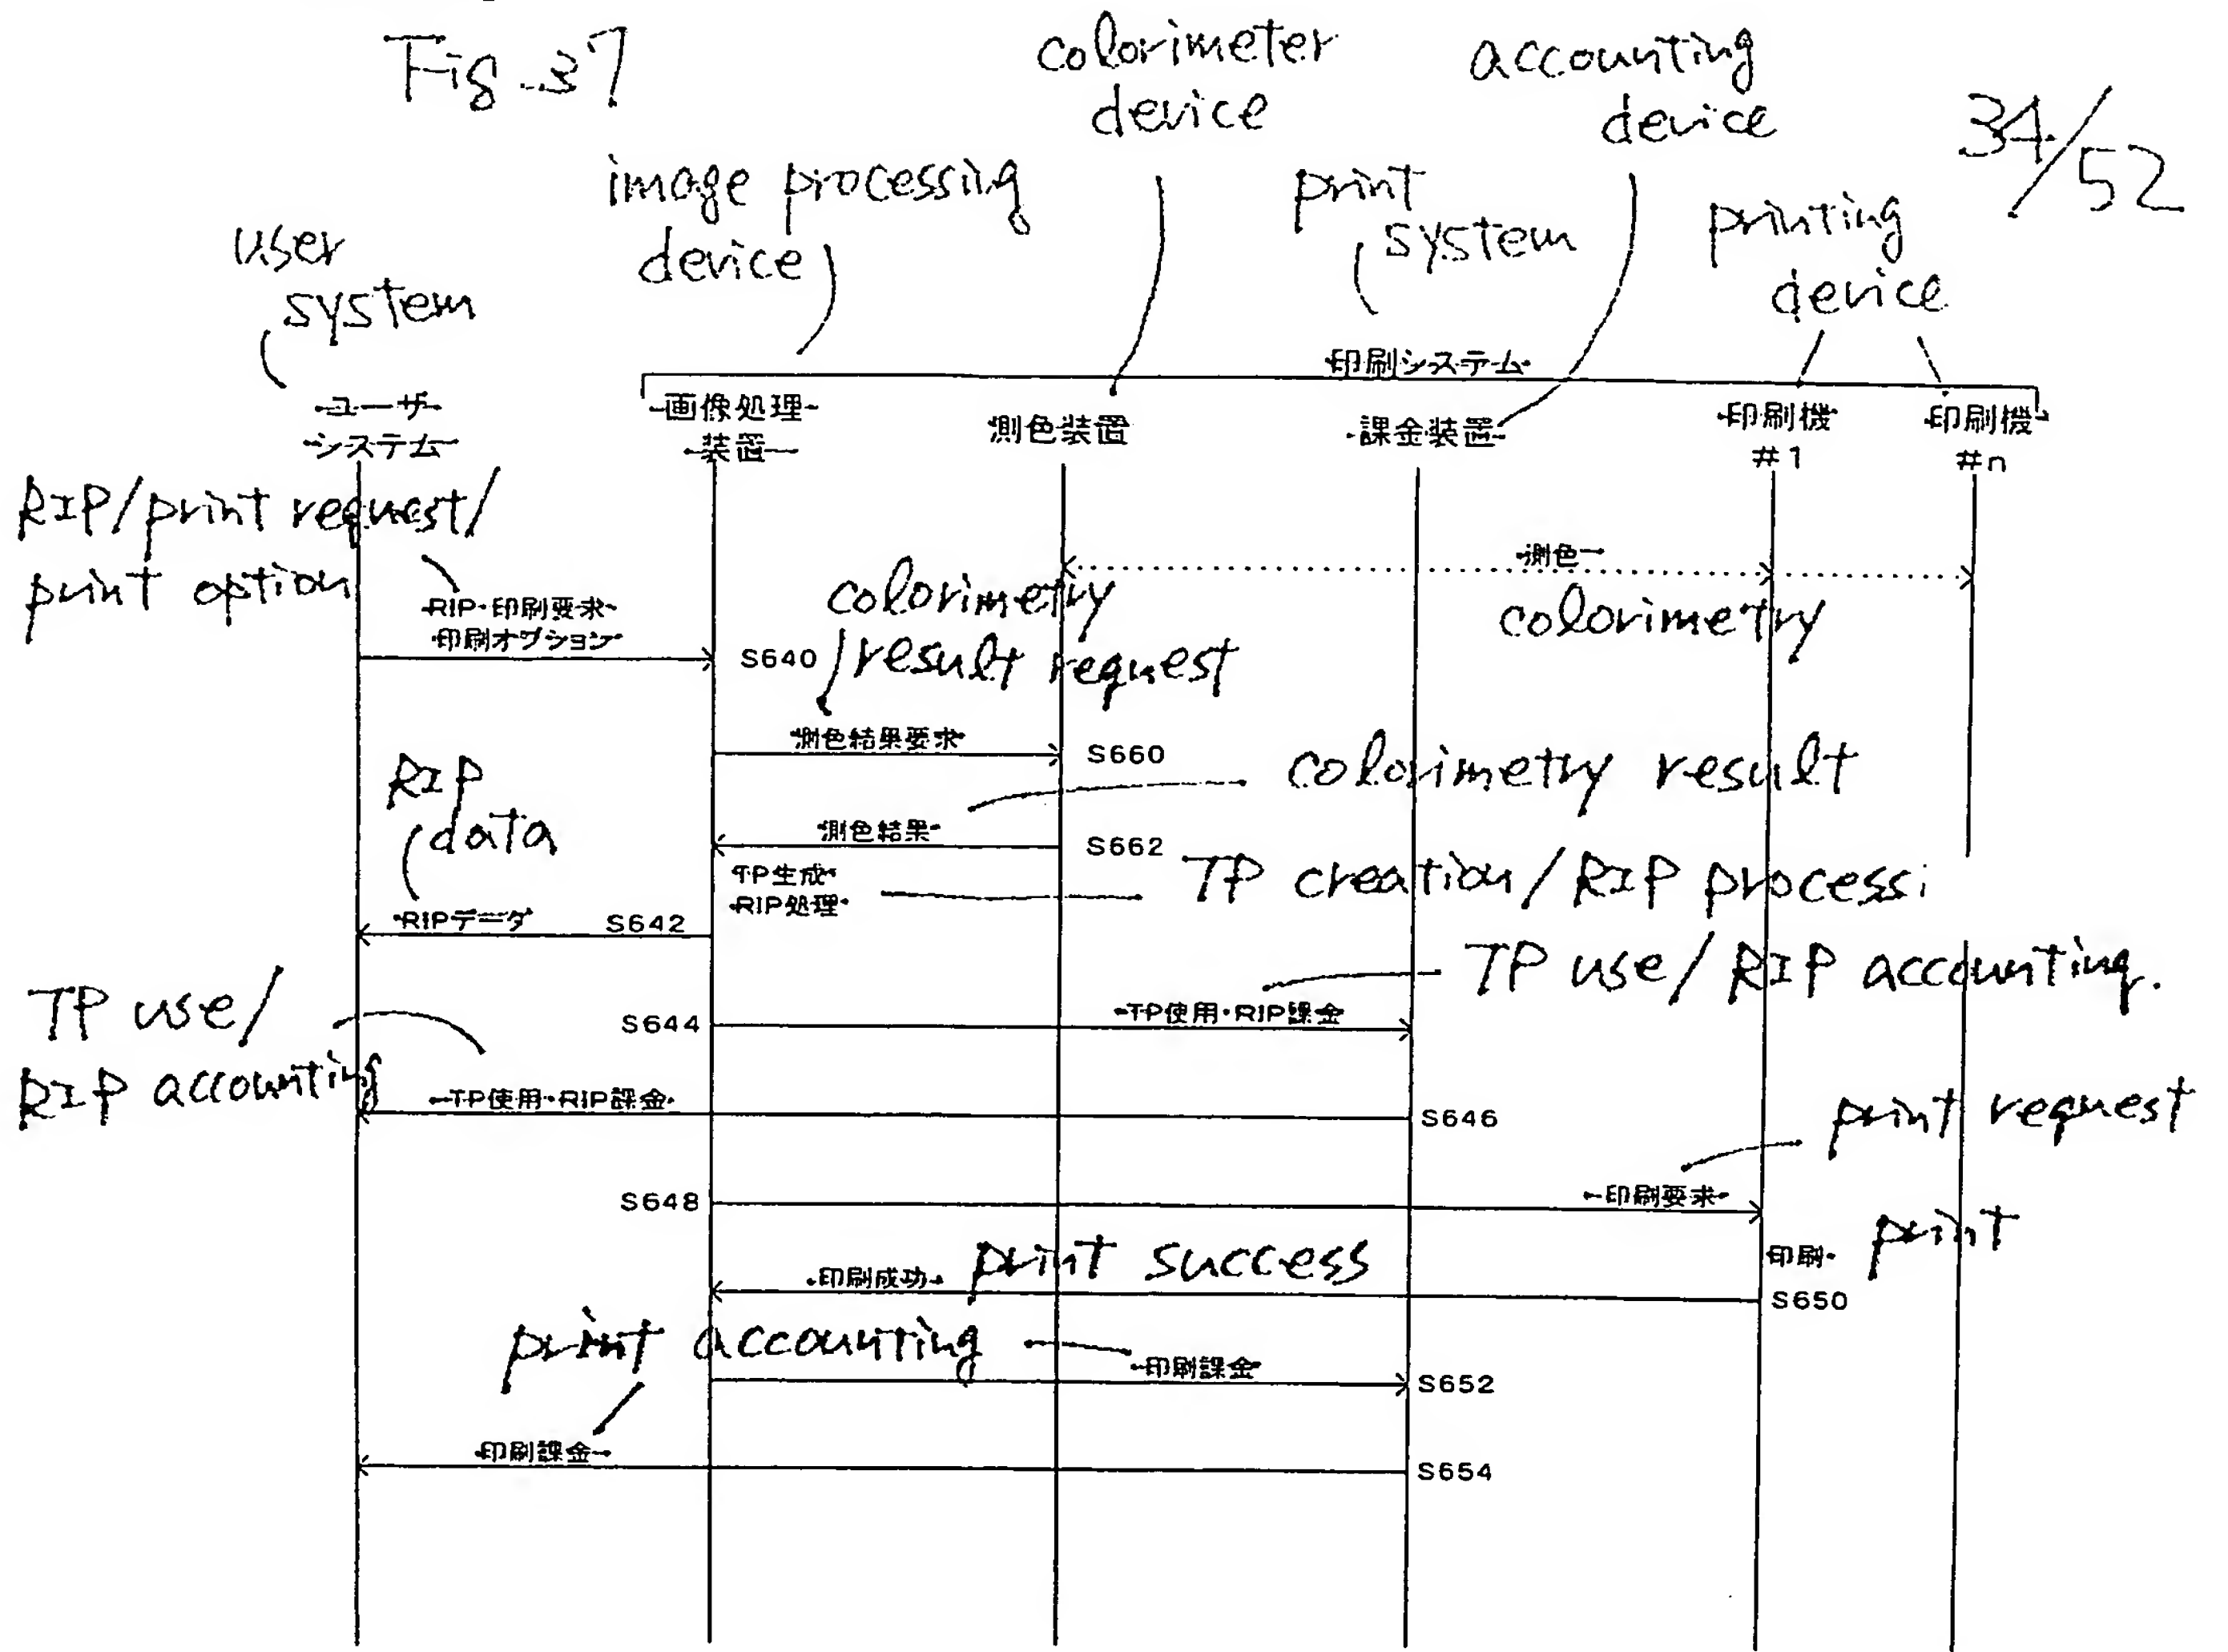 Fig.37
colorimeter
device
accounting
device
34/52
image processing
device
print
system
printing
device
user
system
印刷システム
ユーザ
システム
画像処理
装置
測色装置
課金装置
印刷機
#1
印刷機
#n
RIP/print request/
print option
測色
colorimetry
RIP・印刷要求
印刷オプション
S640
colorimetry
result request
測色結果要求
S660
colorimetry result
RIP
data
測色結果
S662
TP生成
RIP処理
TP creation/RIP processi
RIPデータ
S642
TP use/RIP accounting.
TP use/
RIP accounting
S644
TP使用・RIP課金
TP使用・RIP課金
S646
print request
S648
印刷要求
印刷
print
印刷成功
print success
S650
print accounting
印刷課金
S652
印刷課金
S654